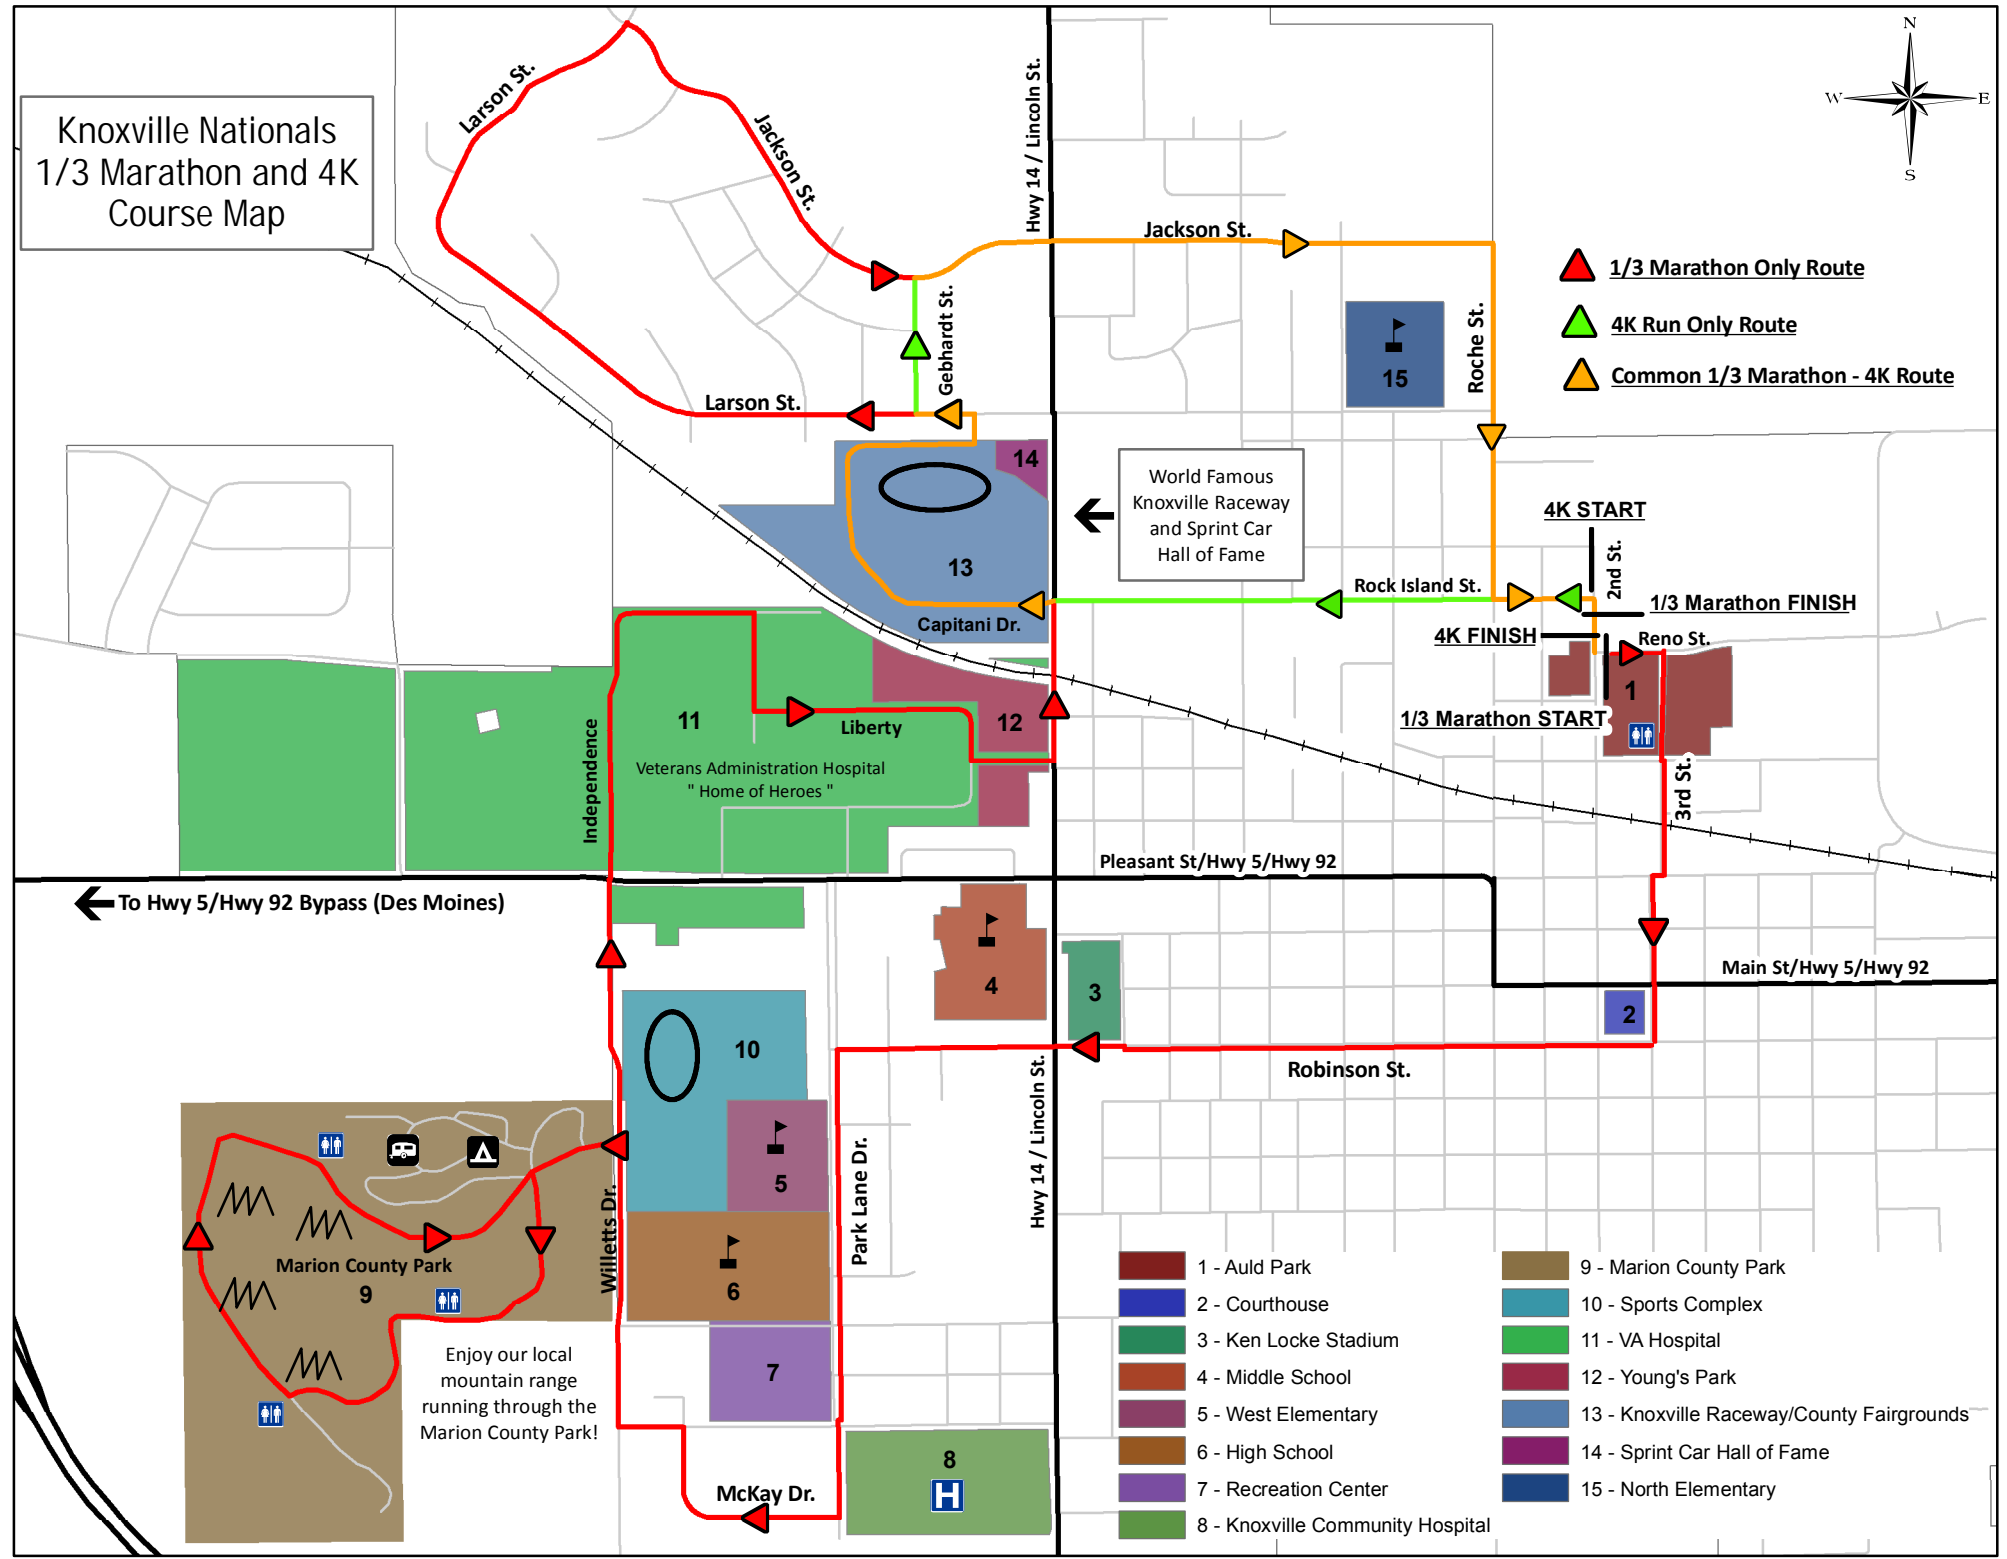 Knoxville Nationals
1/3 Marathon and 4K
Course Map
Larson St.
Jackson St.
Hwy 14 / Lincoln St.
Jackson St.
N
W
E
S
1/3 Marathon Only Route
4K Run Only Route
Common 1/3 Marathon - 4K Route
Gebhardt St.
Roche St.
15
Larson St.
14
World Famous
Knoxville Raceway
and Sprint Car
Hall of Fame
4K START
2nd St.
13
Rock Island St.
1/3 Marathon FINISH
Capitani Dr.
4K FINISH
Reno St.
1
1/3 Marathon START
11
Liberty
12
Independence
Veterans Administration Hospital
" Home of Heroes "
3rd St.
Pleasant St/Hwy 5/Hwy 92
To Hwy 5/Hwy 92 Bypass (Des Moines)
4
3
Main St/Hwy 5/Hwy 92
2
10
Robinson St.
Hwy 14 / Lincoln St.
5
Park Lane Dr.
Willetts Dr.
Marion County Park
9
6
Enjoy our local
mountain range
running through the
Marion County Park!
7
8
H
McKay Dr.
1 - Auld Park
2 - Courthouse
3 - Ken Locke Stadium
4 - Middle School
5 - West Elementary
6 - High School
7 - Recreation Center
8 - Knoxville Community Hospital
9 - Marion County Park
10 - Sports Complex
11 - VA Hospital
12 - Young's Park
13 - Knoxville Raceway/County Fairgrounds
14 - Sprint Car Hall of Fame
15 - North Elementary